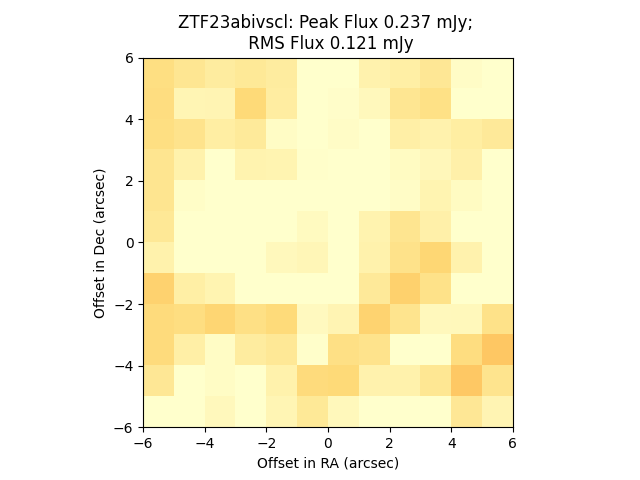 ZTF23abivscl: Peak Flux 0.237 mJy;
RMS Flux 0.121 mJy
6
4
2
0
−2
−4
−6
Offset in Dec (arcsec)
−6 −4 −2 0 2 4 6
Offset in RA (arcsec)